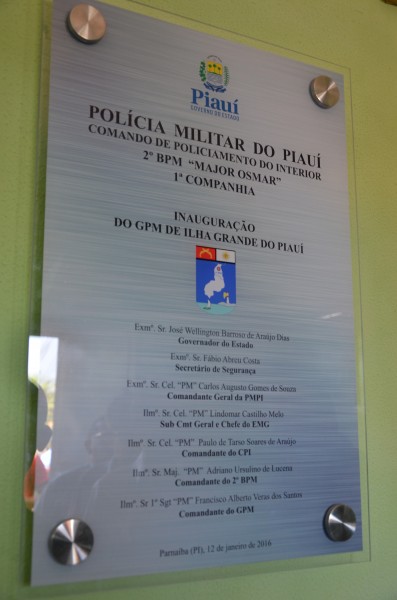 Piauí
GOVERNO DO ESTADO
POLÍCIA MILITAR DO PIAUÍ
COMANDO DE POLICIAMENTO DO INTERIOR
2º BPM “MAJOR OSMAR”
1ª COMPANHIA
INAUGURAÇÃO
DO GPM DE ILHA GRANDE DO PIAUÍ
Exmº. Sr. José Wellington Barroso de Araújo Dias
Governador do Estado
Exmº. Sr. Fábio Abreu Costa
Secretário de Segurança
Exmº. Sr. Cel. “PM” Carlos Augusto Gomes de Souza
Comandante Geral da PMPI
Ilmº. Sr. Cel. “PM” Lindomar Castilho Melo
Sub Cmt Geral e Chefe do EMG
Ilmº. Sr. Cel. “PM” Paulo de Tarso Soares de Araújo
Comandante do CPI
Ilmº. Sr. Maj. “PM” Adriano Ursulino de Lucena
Comandante do 2º BPM
Ilmº. Sr 1º Sgt “PM” Francisco Alberto Veras dos Santos
Comandante do GPM
Parnaíba (PI), 12 de janeiro de 2016